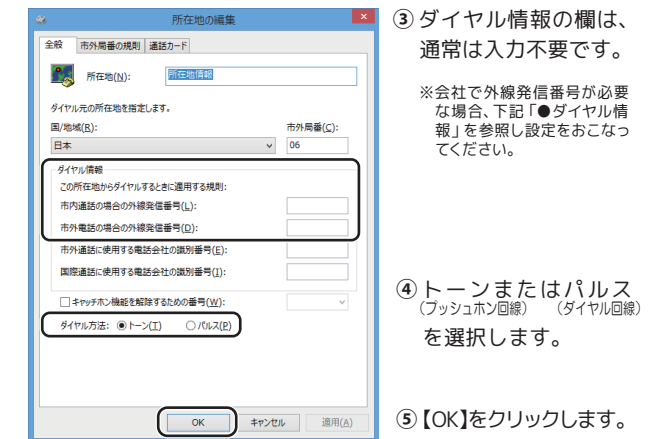 所在地の編集
×
全般 市外局番の規則 通話カード
所在地(N): 所在地情報
ダイヤル元の所在地を指定します。
国/地域(R): 市外局番(C):
日本 06
ダイヤル情報
この所在地からダイヤルするときに適用する規則:
市内通話の場合の外線発信番号(L):
市外電話の場合の外線発信番号(D):
市外通話に使用する電話会社の識別番号(E):
国際通話に使用する電話会社の識別番号(I):
キャッチホン機能を解除するための番号(W):
ダイヤル方法: トーン(T) パルス(P)
OK キャンセル 適用(A)
③ダイヤル情報の欄は、
通常は入力不要です。
※会社で外線発信番号が必要
な場合、下記「●ダイヤル情
報」を参照し設定をおこなっ
てください。
④トーンまたはパルス
(プッシュホン回線) (ダイヤル回線)
を選択します。
⑤【OK】をクリックします。